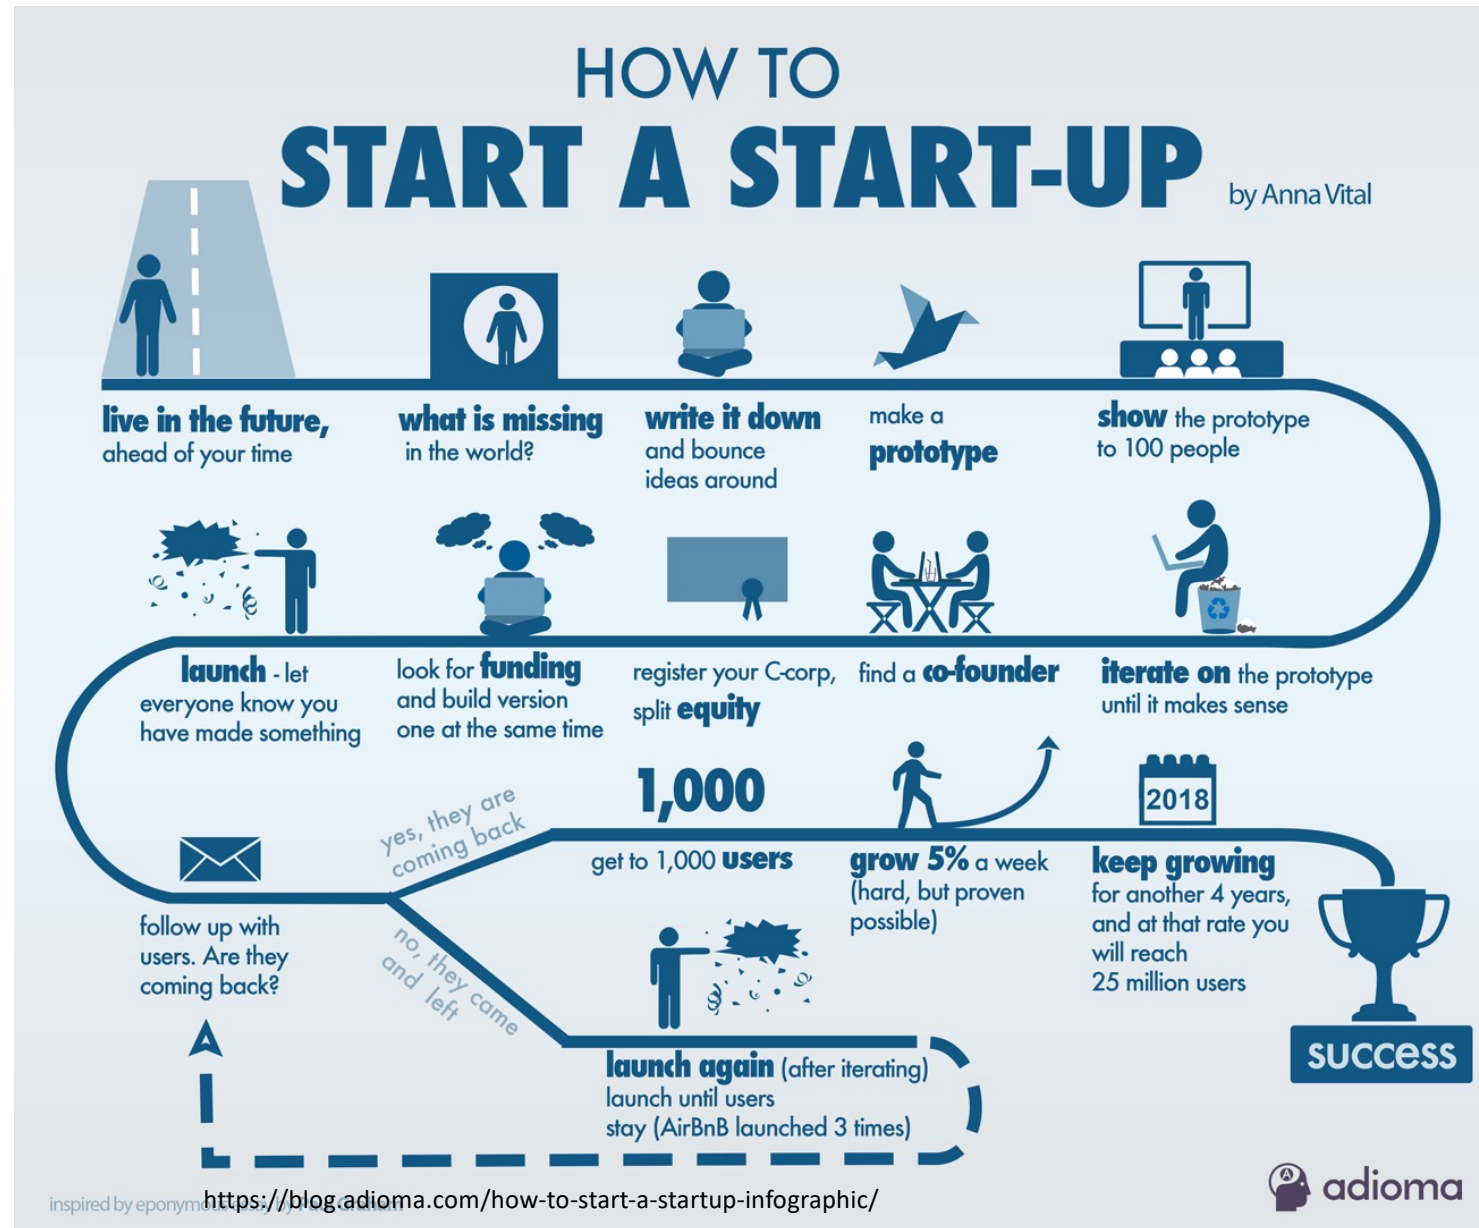 HOW TO
START A START-UP
by Anna Vital
live in the future,
ahead of your time
what is missing
in the world?
write it down
and bounce
ideas around
make a
prototype
show the prototype
to 100 people
iterate on the prototype
until it makes sense
find a co-founder
register your C-corp,
split equity
look for funding
and build version
one at the same time
launch - let
everyone know you
have made something
follow up with
users. Are they
coming back?
yes, they are
coming back
1,000
get to 1,000 users
grow 5% a week
(hard, but proven
possible)
2018
keep growing
for another 4 years,
and at that rate you
will reach
25 million users
success
no, they came
and left
launch again (after iterating)
launch until users
stay (AirBnB launched 3 times)
inspired by
https://blog.adioma.com/how-to-start-a-startup-infographic/
A
adioma